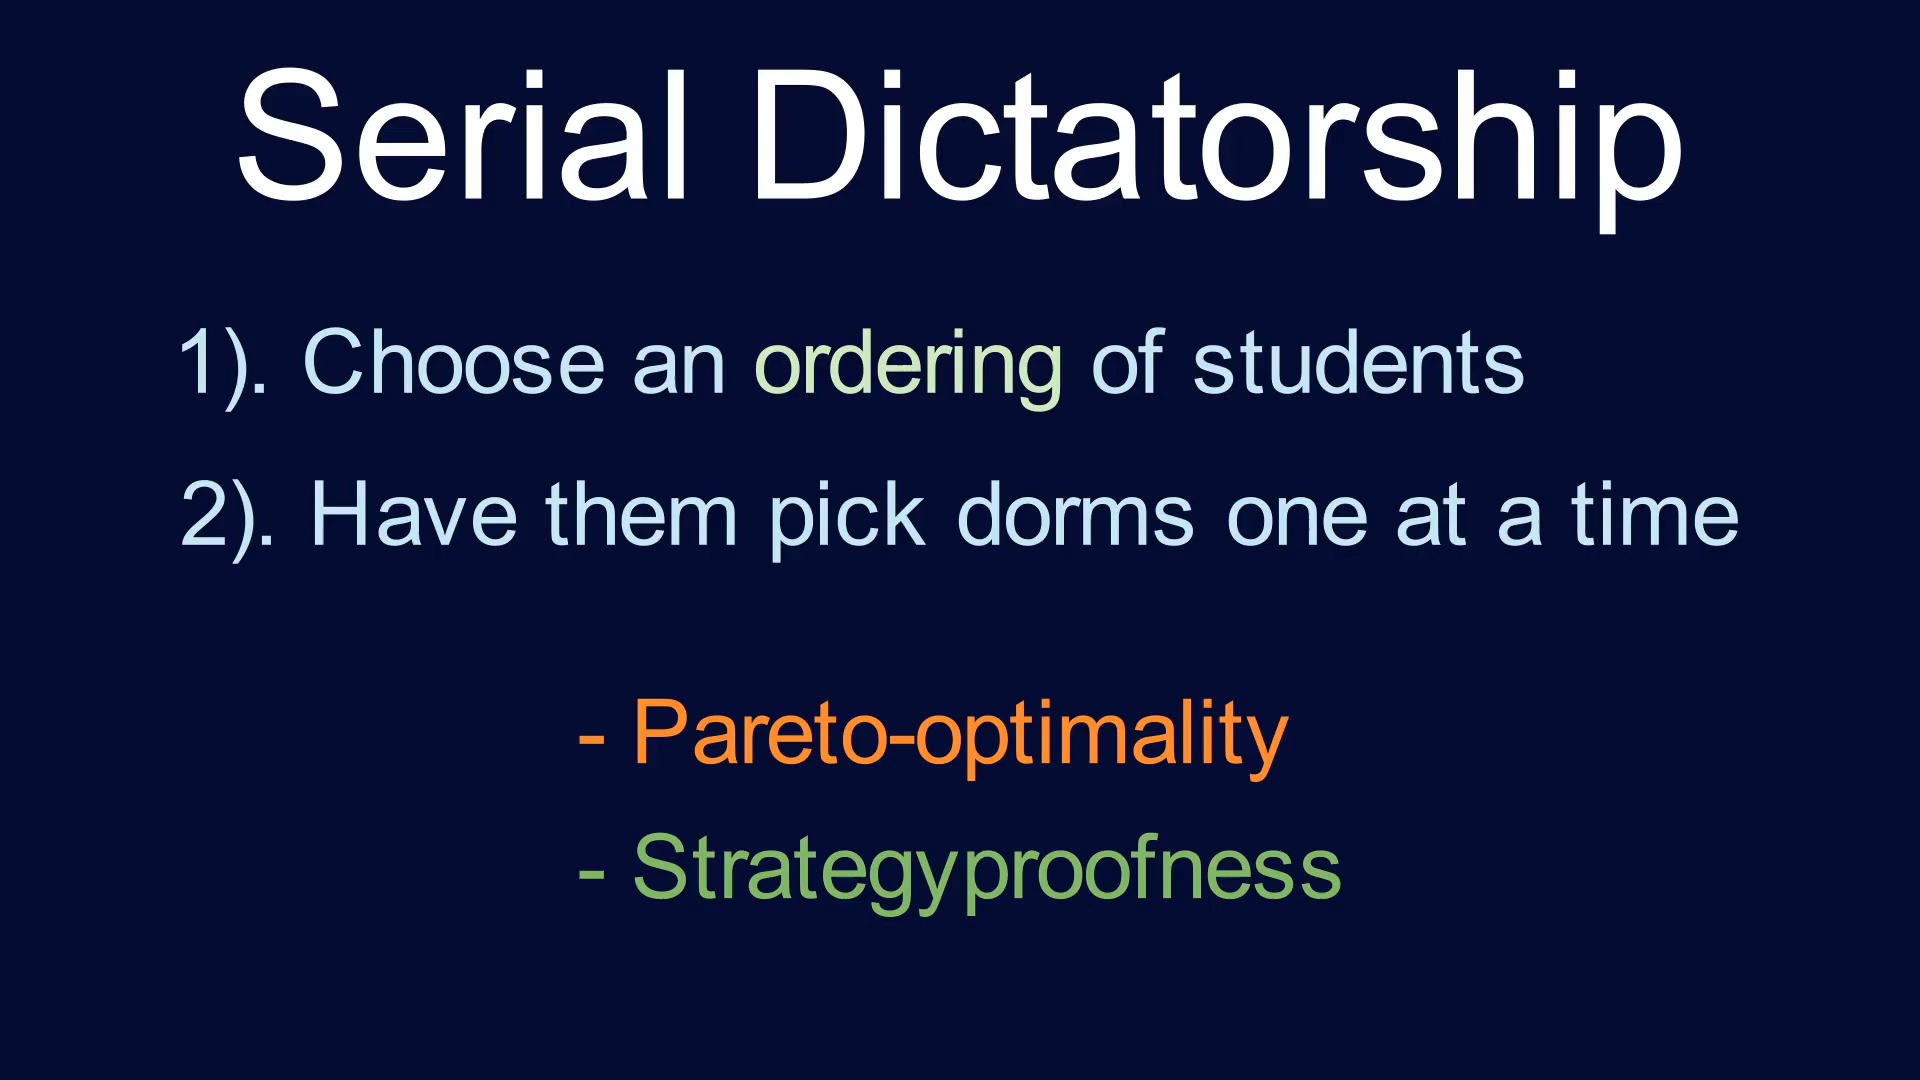 Serial Dictatorship
1). Choose an ordering of students
2). Have them pick dorms one at a time
- Pareto-optimality
- Strategyproofness